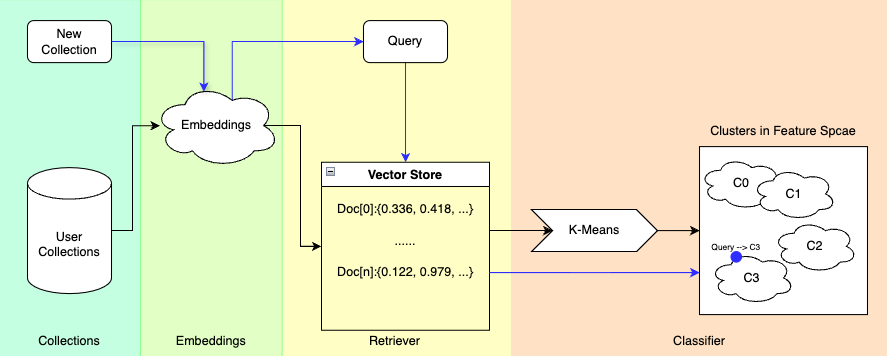 New
Collection
Query
Embeddings
Clusters in Feature Spcae
Vector Store
C0
C1
Doc[0]:{0.336, 0.418, ...}
User
Collections
......
K-Means
C2
Query --> C3
Doc[n]:{0.122, 0.979, ...}
C3
Collections
Embeddings
Retriever
Classifier